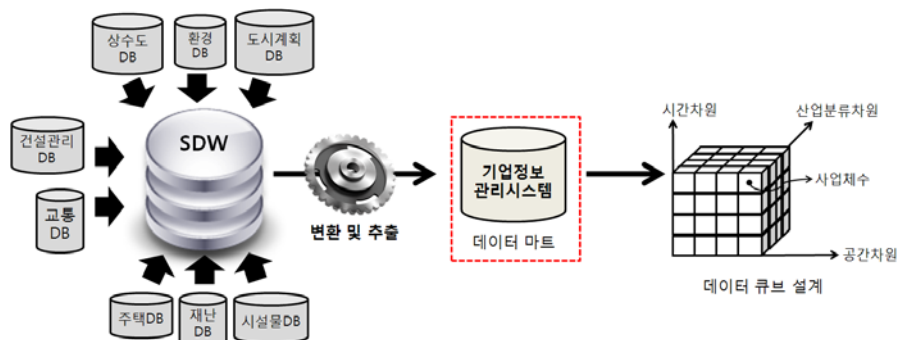 상수도
DB
환경
DB
도시계획
DB
건설관리
DB
교통
DB
SDW
주택DB
재난
DB
시설물DB
변환 및 추출
기업정보
관리시스템
데이터 마트
시간차원
산업분류차원
사업체수
공간차원
데이터 큐브 설계